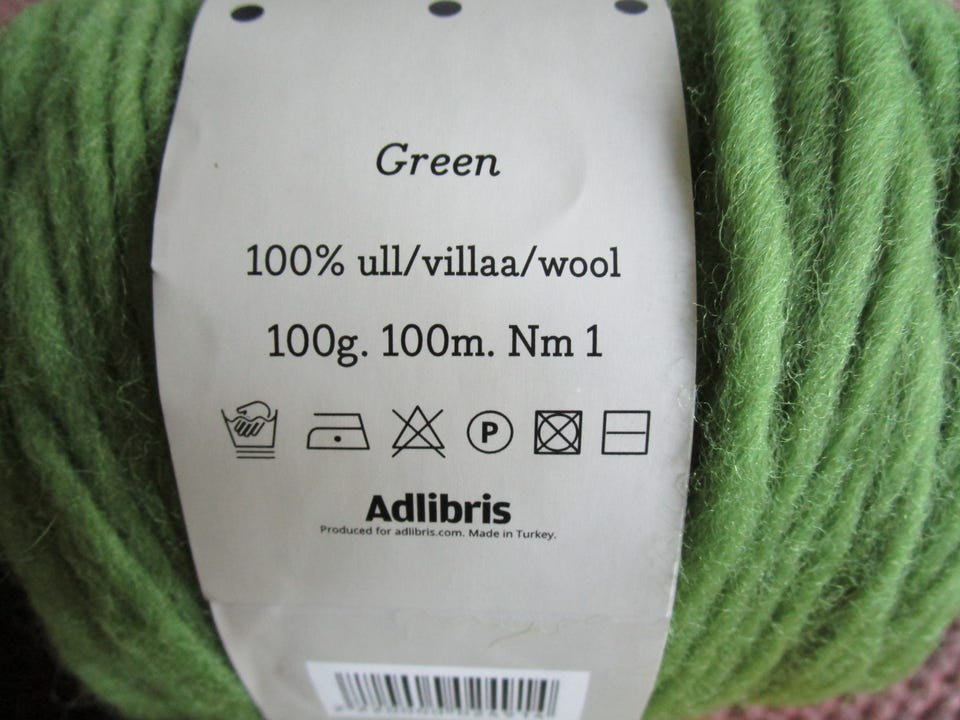 Green
100% ull/villaa/wool
100g. 100m. Nm 1
P
Adlibris
Produced for adlibris.com. Made in Turkey.